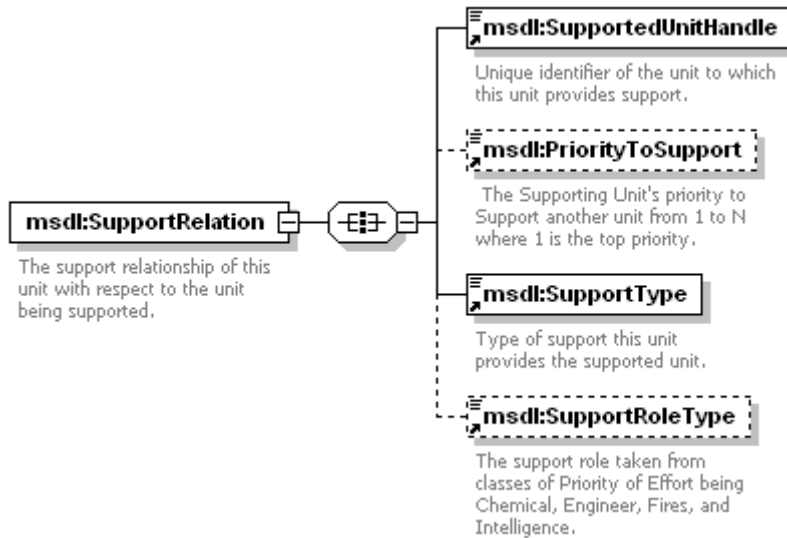 msdl:SupportRelation
The support relationship of this
unit with respect to the unit
being supported.
msdl:SupportedUnitHandle
Unique identifier of the unit to which
this unit provides support.
msdl:PriorityToSupport
The Supporting Unit's priority to
Support another unit from 1 to N
where 1 is the top priority.
msdl:SupportType
Type of support this unit
provides the supported unit.
msdl:SupportRoleType
The support role taken from
classes of Priority of Effort being
Chemical, Engineer, Fires, and
Intelligence.